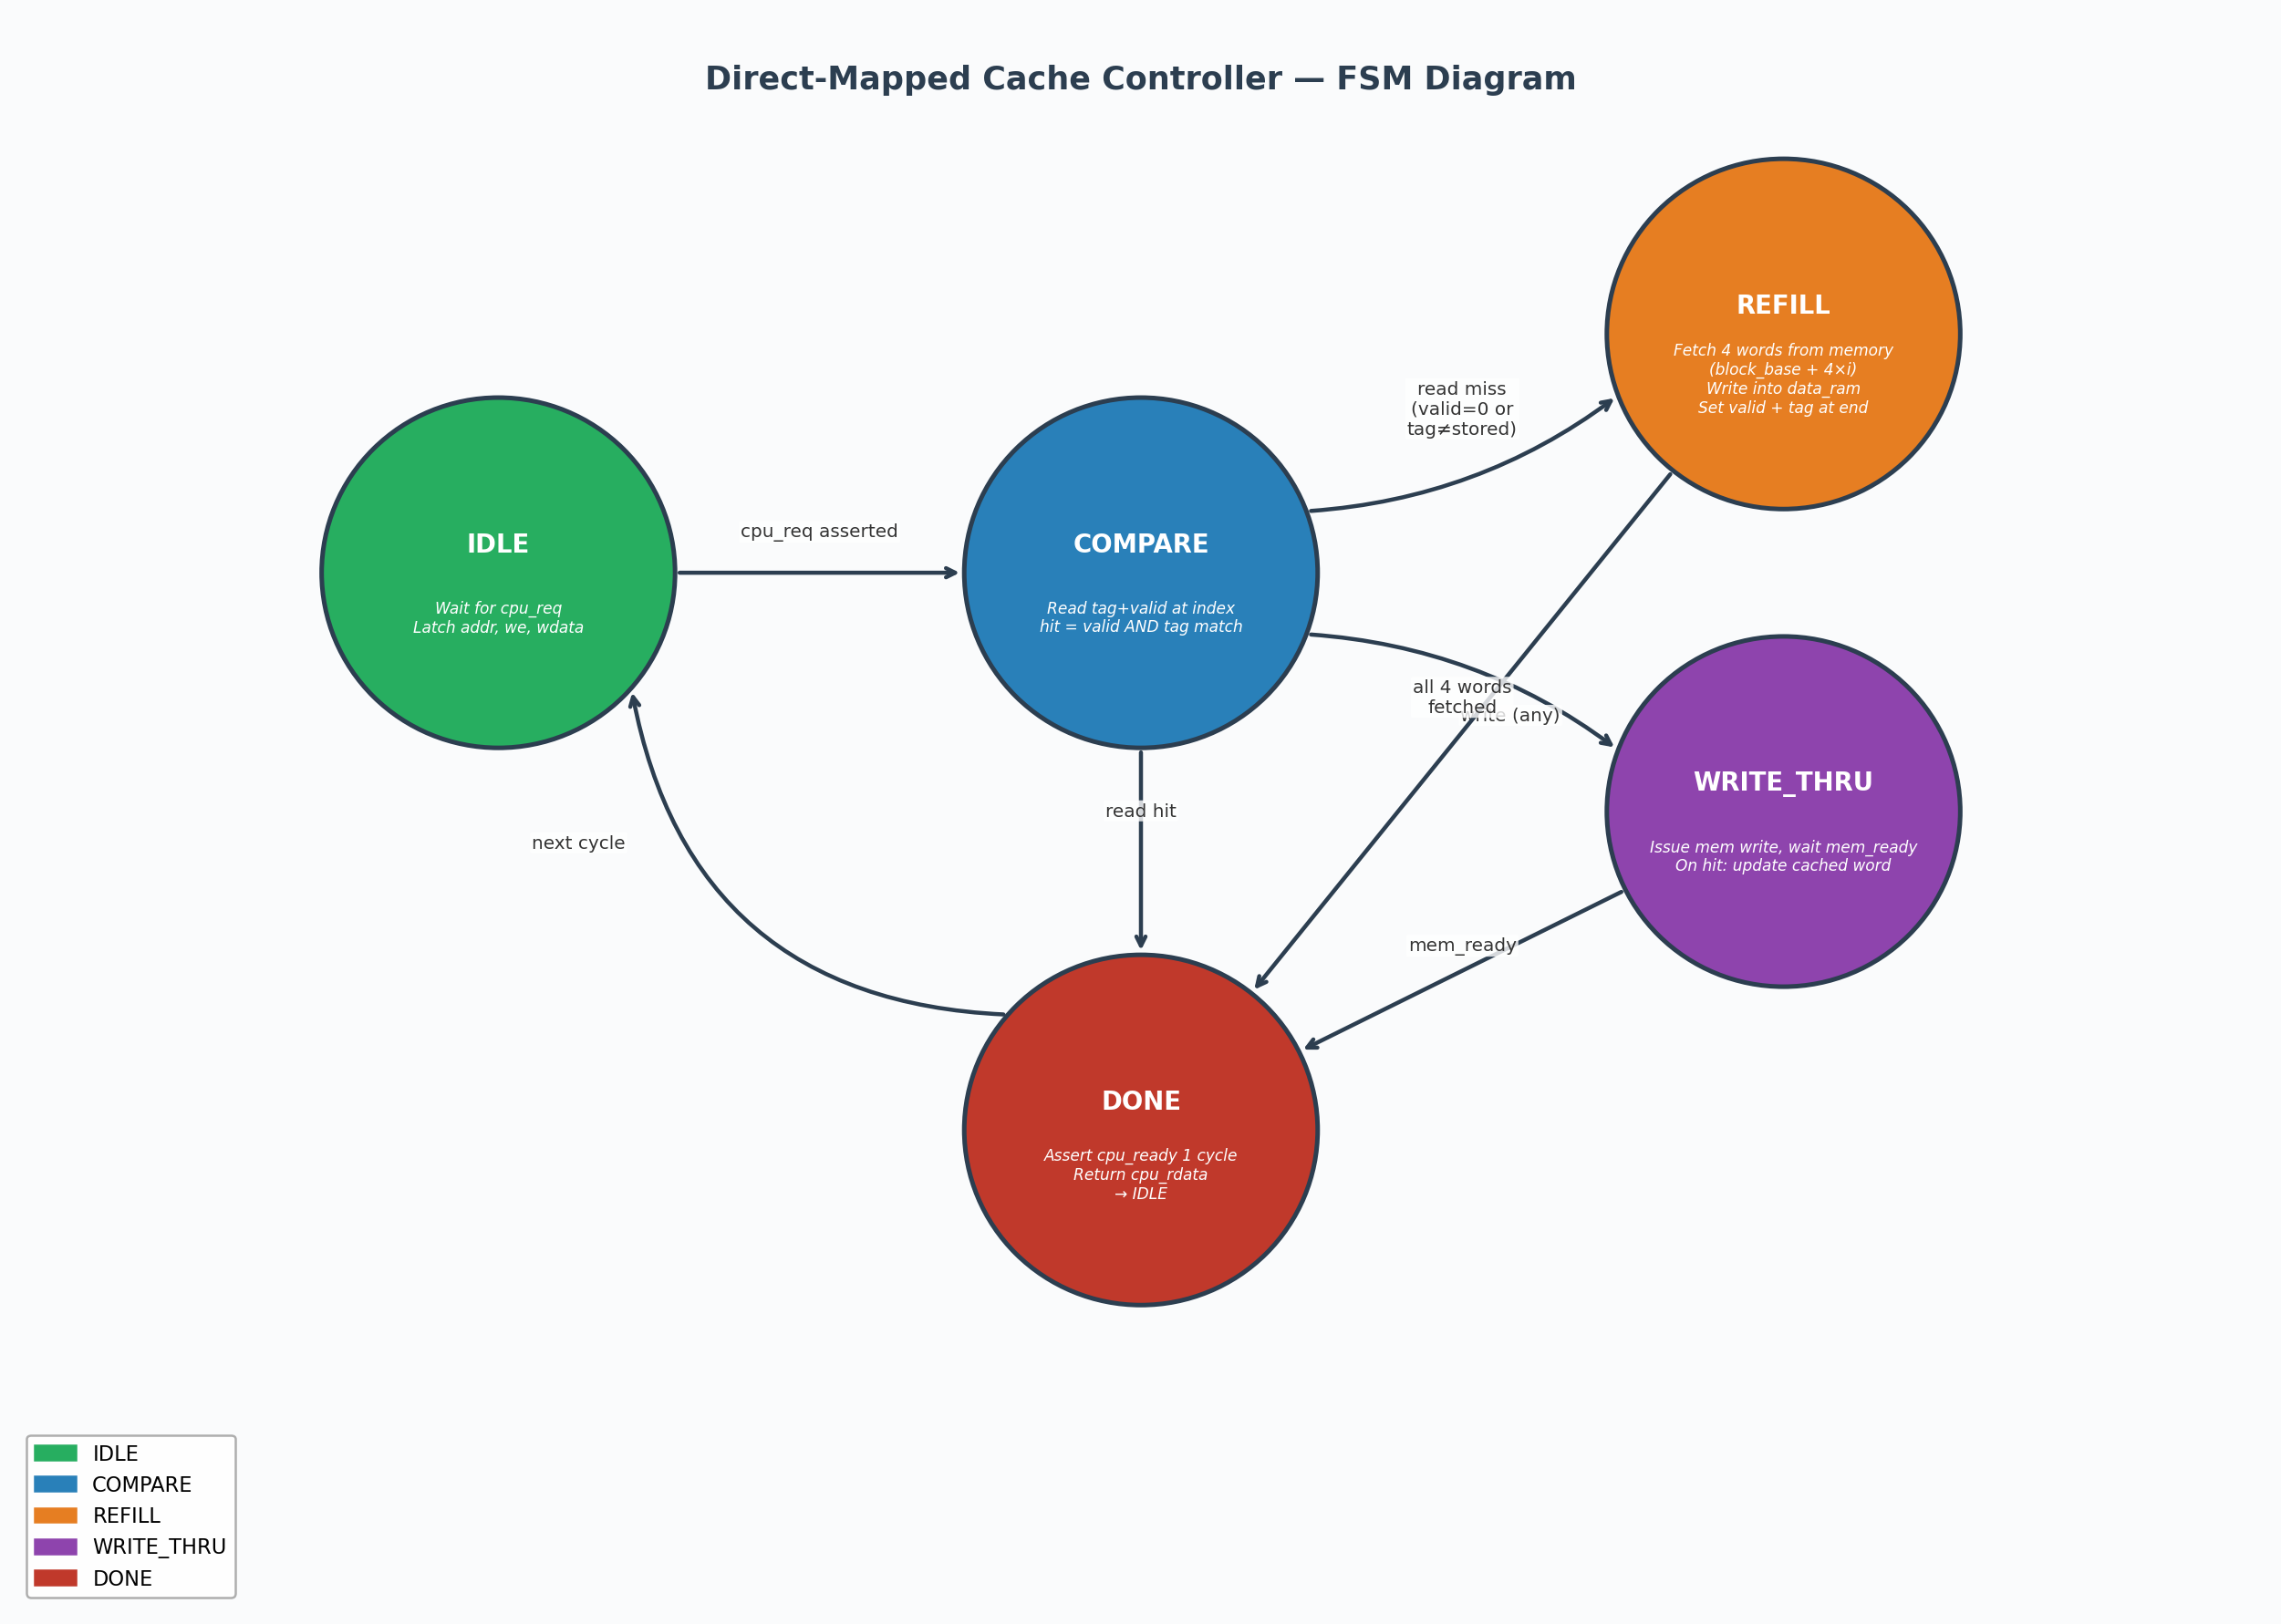 Direct-Mapped Cache Controller — FSM Diagram
REFILL
Fetch 4 words from memory
(block_base + 4×i)
Write into data_ram
Set valid + tag at end
read miss
(valid=0 or
tag≠stored)
IDLE
Wait for cpu_req
Latch addr, we, wdata
cpu_req asserted
COMPARE
Read tag+valid at index
hit = valid AND tag match
all 4 words
fetched
write (any)
WRITE_THRU
Issue mem write, wait mem_ready
On hit: update cached word
read hit
next cycle
mem_ready
DONE
Assert cpu_ready 1 cycle
Return cpu_rdata
→ IDLE
IDLE
COMPARE
REFILL
WRITE_THRU
DONE